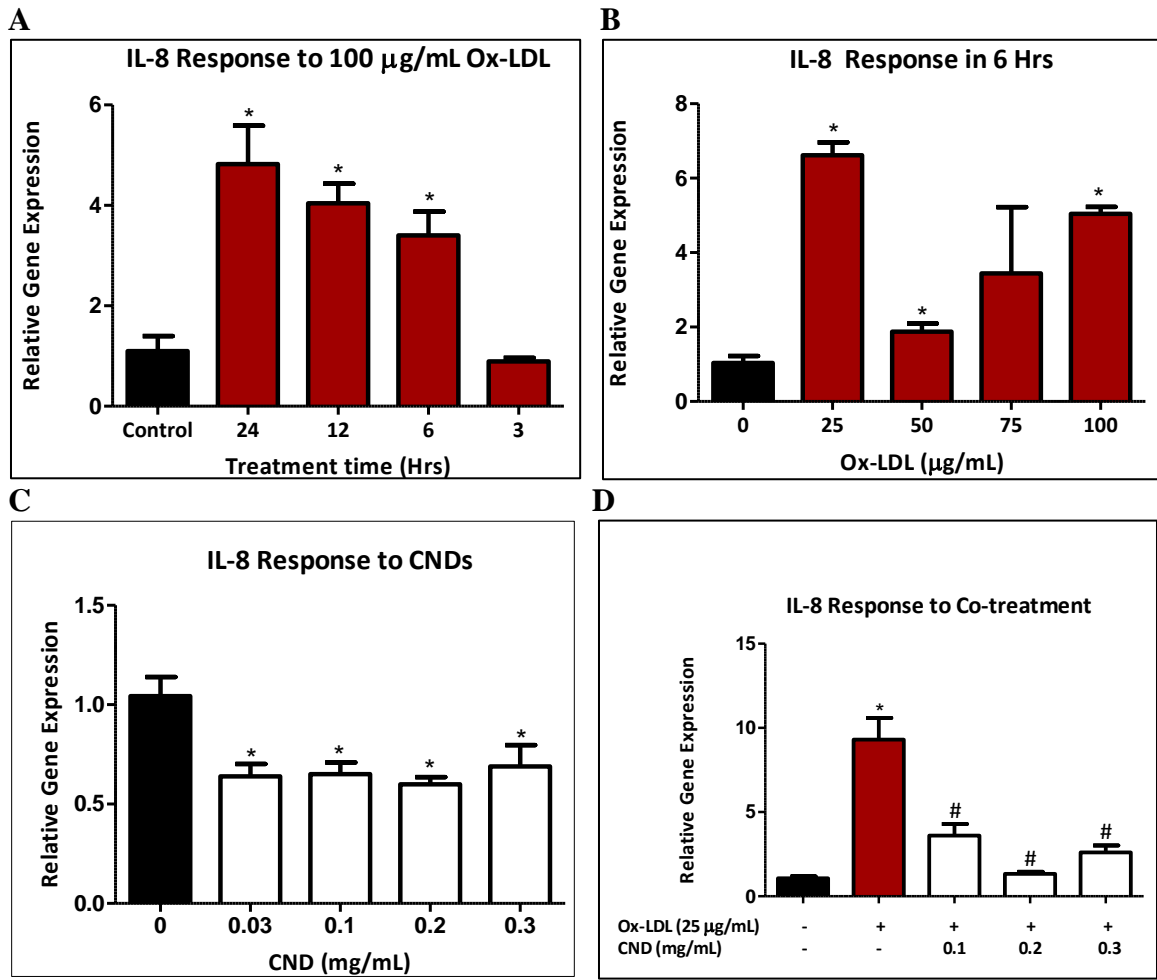 A
IL-8 Response to 100 µg/mL Ox-LDL
Relative Gene Expression
6
4
2
0
*
*
*
Control 24 12 6 3
Treatment time (Hrs)
B
IL-8 Response in 6 Hrs
Relative Gene Expression
8
6
4
2
0
*
*
*
0 25 50 75 100
Ox-LDL (µg/mL)
C
IL-8 Response to CNDs
Relative Gene Expression
1.5
1.0
0.5
0.0
*
*
*
*
0 0.03 0.1 0.2 0.3
CND (mg/mL)
D
IL-8 Response to Co-treatment
Relative Gene Expression
15
10
5
0
*
#
#
#
Ox-LDL (25 µg/mL) - + + + +
CND (mg/mL) - - 0.1 0.2 0.3